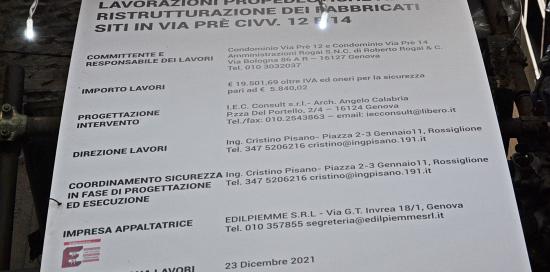 LAVORAZIONI PROPEDEUTICHE
RISTRUTTURAZIONE DEI FABBRICATI
SITI IN VIA PRÈ CIVV. 12 E 14
COMMITTENTE E
RESPONSABILE DEI LAVORI
Condominio Via Prè 12 e Condominio Via Prè 14
Amministrazioni Rogai S.N.C. di Roberto Rogai & C.
Via Bologna 86 A R – 16127 Genova
Tel. 010 3032037
IMPORTO LAVORI
€ 19.501,69 oltre IVA ed oneri per la sicurezza
pari ad € 5.840,02
PROGETTAZIONE
INTERVENTO
I.E.C. Consult s.r.l.- Arch. Angelo Calabria
P.zza Del Portello, 2/4 – 16124 Genova
Tel./fax: 010.2543863 – email: iecconsult@libero.it
DIREZIONE LAVORI
Ing. Cristino Pisano- Piazza 2-3 Gennaio11, Rossiglione
Tel. 347 5206216 cristino@ingpisano.191.it
COORDINAMENTO SICUREZZA
IN FASE DI PROGETTAZIONE
ED ESECUZIONE
Ing. Cristino Pisano- Piazza 2-3 Gennaio11, Rossiglione
Tel. 347 5206216 cristino@ingpisano.191.it
IMPRESA APPALTATRICE
EDILPIEMME S.R.L - Via G.T. Invrea 18/1, Genova
Tel. 010 357855 segreteria@edilpiemmesrl.it
LAVORI
23 Dicembre 2021